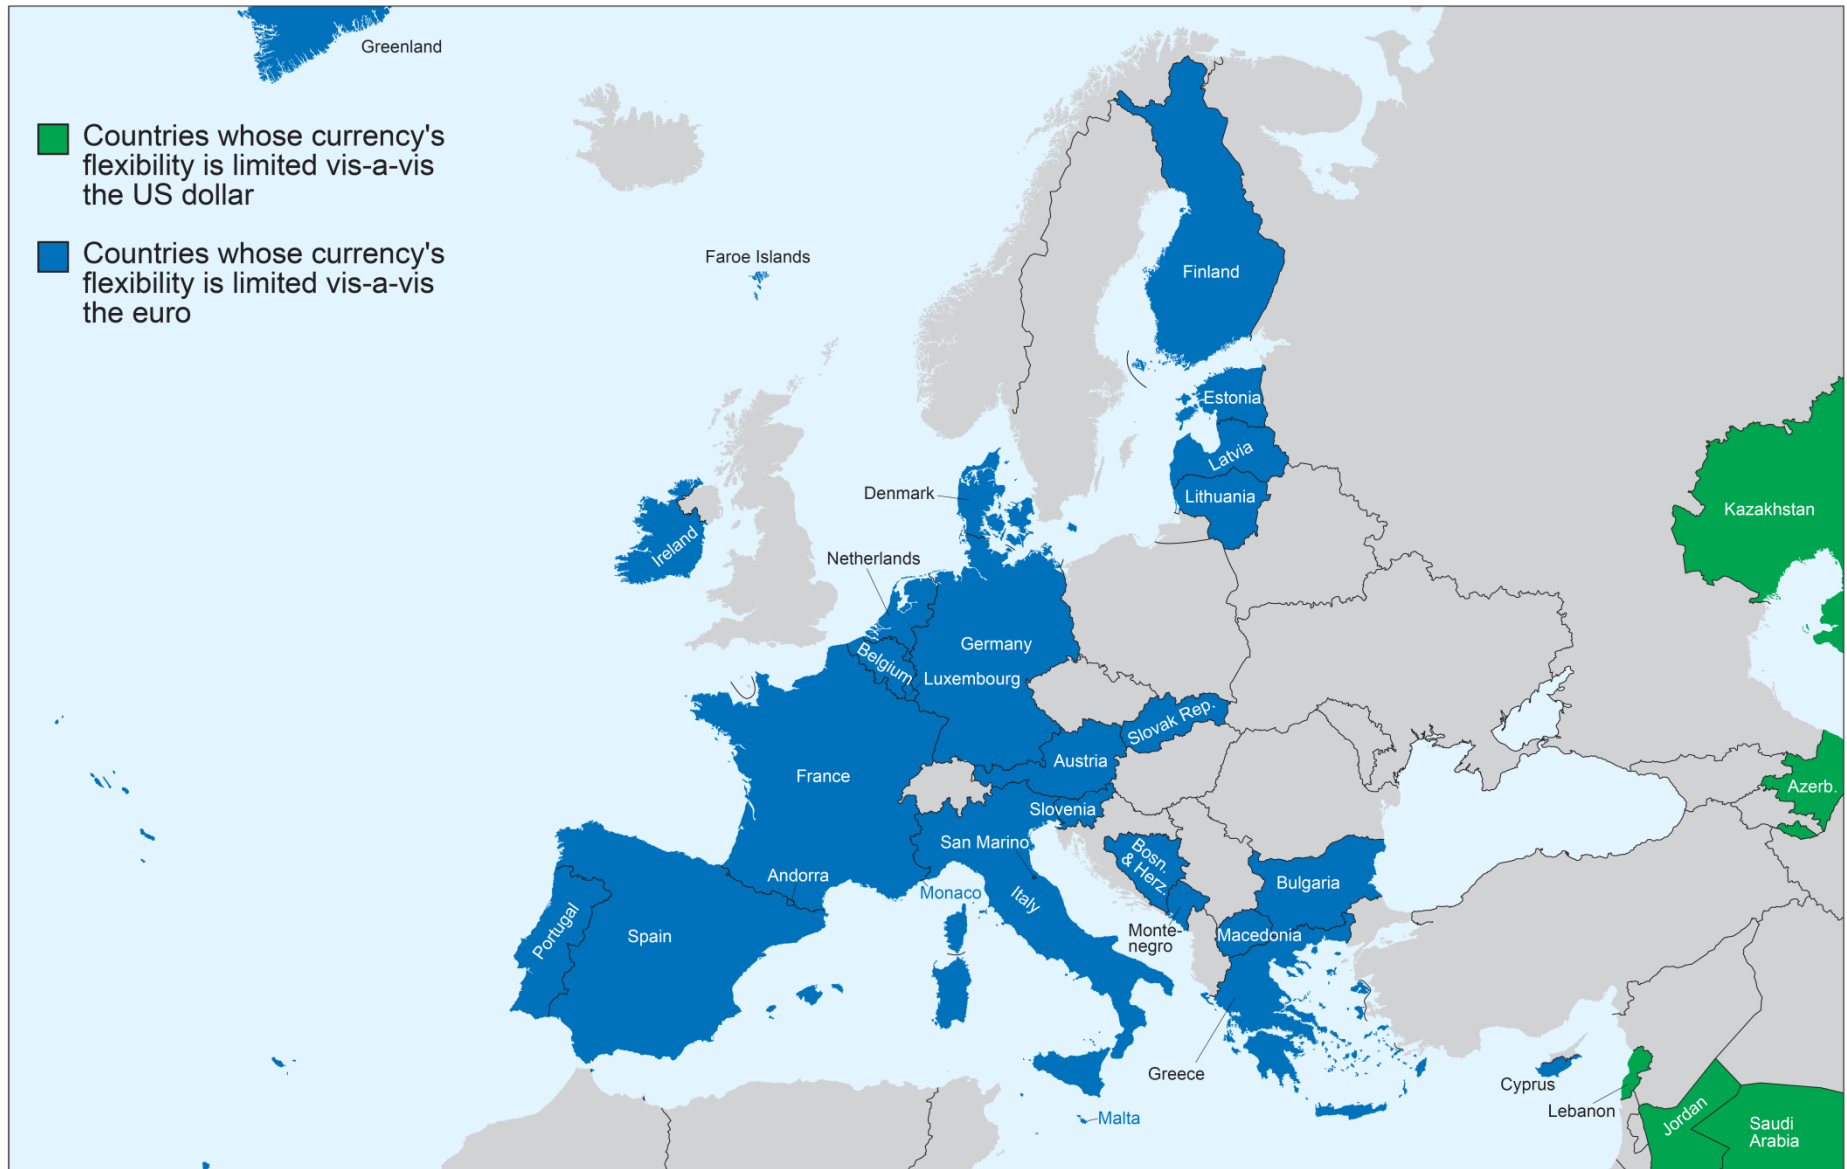 Greenland
Countries whose currency's
flexibility is limited vis-a-vis
the US dollar
Countries whose currency's
flexibility is limited vis-a-vis
the euro
Faroe Islands
Finland
Estonia
Latvia
Lithuania
Denmark
Kazakhstan
Ireland
Netherlands
Germany
Belgium
Luxembourg
Slovak Rep.
Austria
France
Azerb.
Slovenia
San Marino
Bosn.
& Herz.
Andorra
Monaco
Bulgaria
Italy
Portugal
Spain
Monte-
negro
Macedonia
Greece
Cyprus
Lebanon
Malta
Jordan
Saudi
Arabia